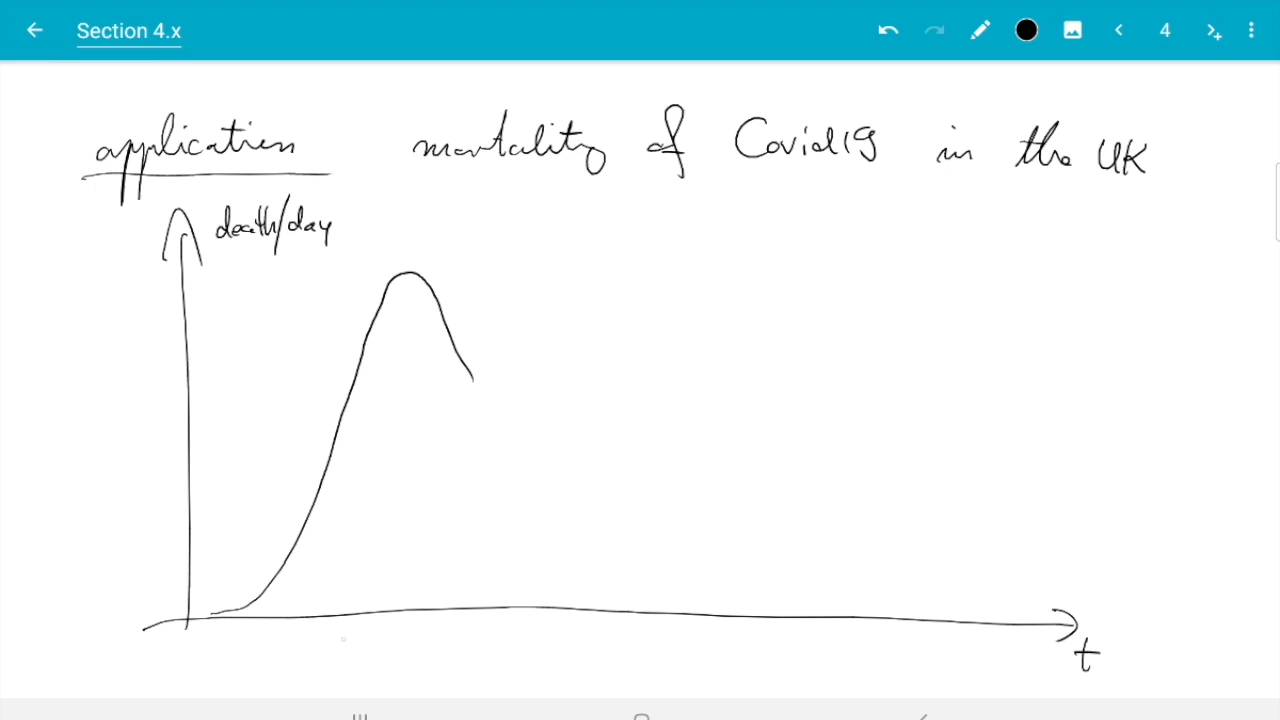 Section 4.x
4
application mortality of Covid19 in the UK
death/day
t